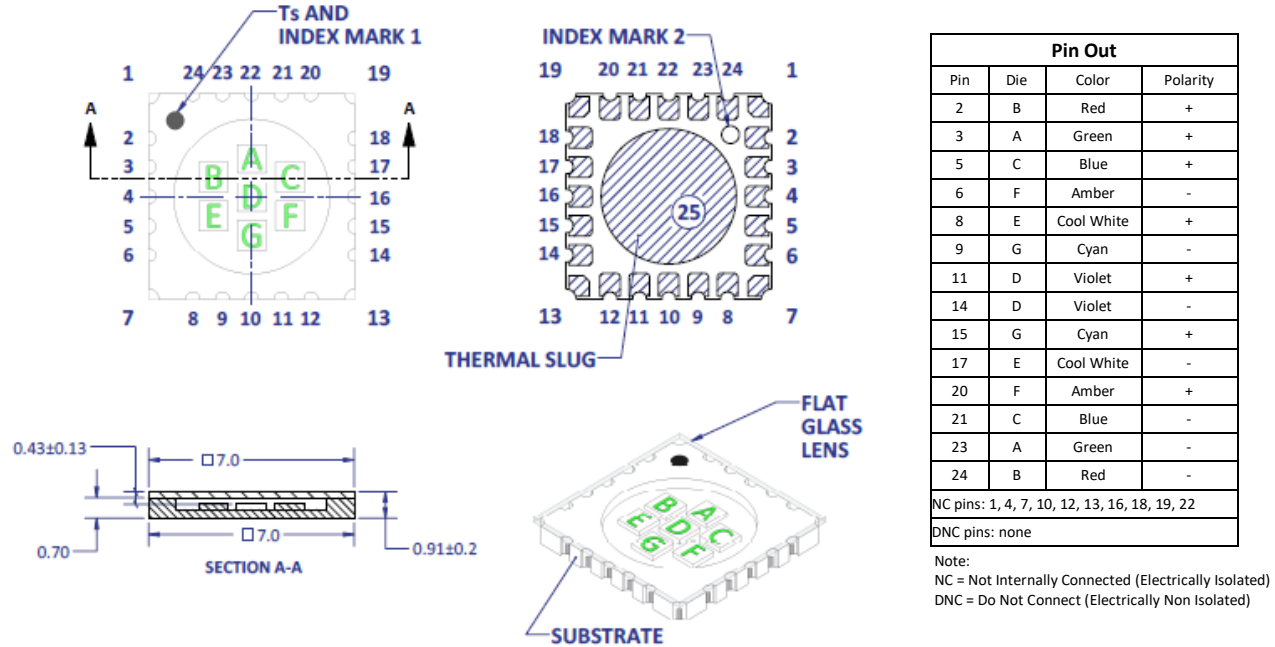 Ts AND
INDEX MARK 1
1 24 23 22 21 20 19
A A
2 18
3 17
4 16
5 15
6 14
7 8 9 10 11 12 13
A
B C
D
E F
G
INDEX MARK 2
19 20 21 22 23 24 1
18 2
17 3
16 4
15 5
14 6
25
13 12 11 10 9 8 7
THERMAL SLUG
Pin Out
Pin Die Color Polarity
2 B Red +
3 A Green +
5 C Blue +
6 F Amber -
8 E Cool White +
9 G Cyan -
11 D Violet +
14 D Violet -
15 G Cyan +
17 E Cool White -
20 F Amber +
21 C Blue -
23 A Green -
24 B Red -
NC pins: 1, 4, 7, 10, 12, 13, 16, 18, 19, 22
DNC pins: none
Note:
NC = Not Internally Connected (Electrically Isolated)
DNC = Do Not Connect (Electrically Non Isolated)
0.43±0.13
□7.0
□7.0
0.70
0.91±0.2
SECTION A-A
FLAT
GLASS
LENS
B A
E D C
G F
SUBSTRATE